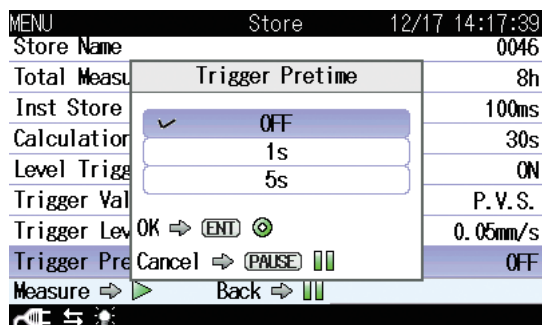 MENU Store 12/17 14:17:39
Store Name 0046
Total Measu 8h
Trigger Pretime
Inst Store 100ms
OFF
Calculation 30s
1s
Level Trigg ON
5s
Trigger Val P.V.S.
OK ⇨ ENT
Trigger Lev 0.05mm/s
Trigger Pre OFF
Cancel ⇨ PAUSE
Measure ⇨ Back ⇨